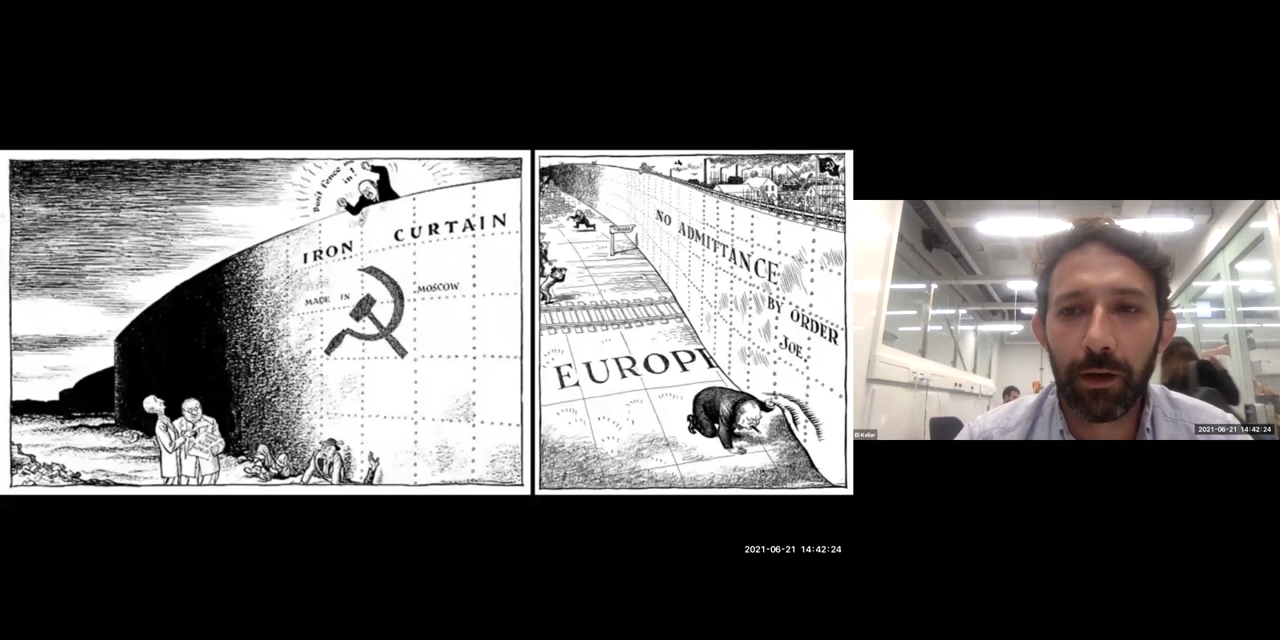 Don't fence me
in!
IRON CURTAIN
MADE IN MOSCOW
NO ADMITTANCE
BY ORDER
JOE.
EUROPE
2021-06-21 14:42:24
Eli Keller
2021-06-21 14:42:24